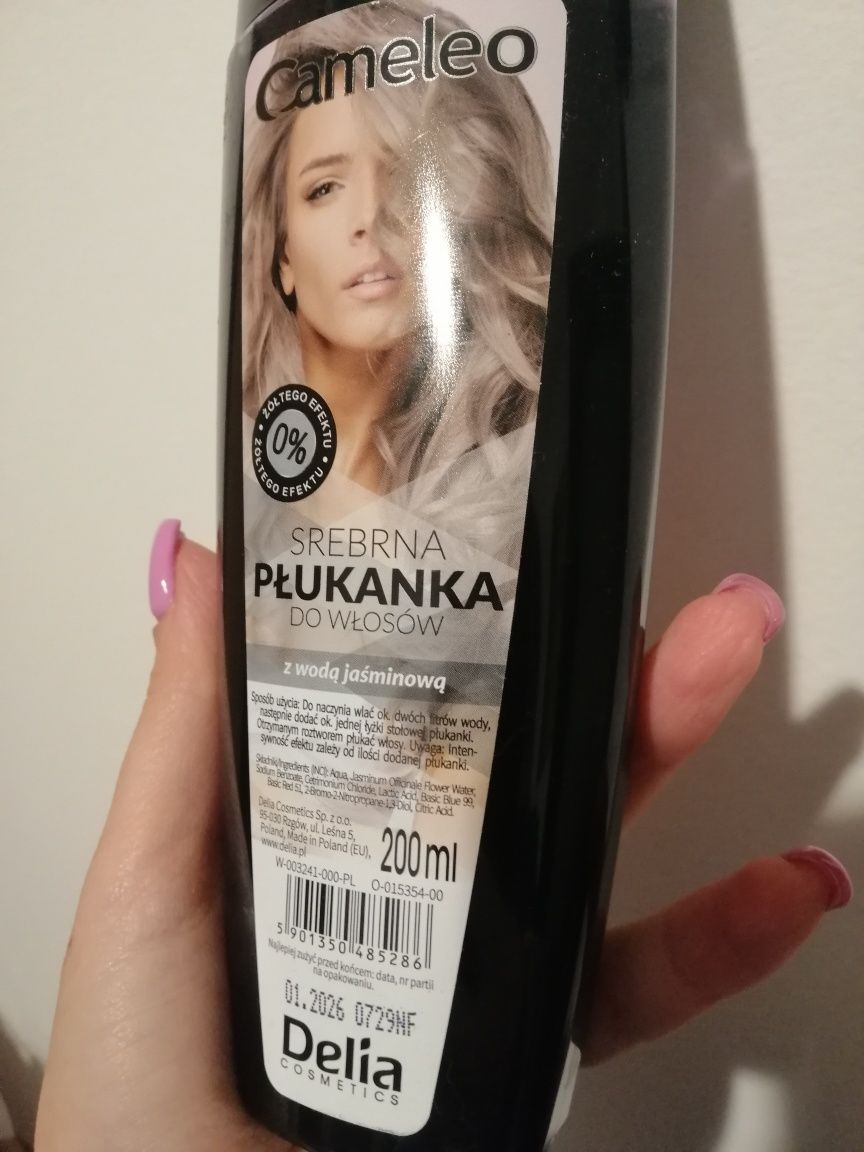 Cameleo
• ŻÓŁTEGO EFEKTU • ŻÓŁTEGO EFEKTU
0%
SREBRNA
PŁUKANKA
DO WŁOSÓW
z wodą jaśminową
Sposób użycia: Do naczynia wlać ok. dwóch litrów wody,
następnie dodać ok. jednej łyżki stołowej płukanki.
Otrzymanym roztworem płukać włosy. Uwaga: Inten-
sywność efektu zależy od ilości dodanej płukanki.
Składniki/Ingredients (INCI): Aqua, Jasminum Officinale Flower Water,
Sodium Benzoate, Cetrimonium Chloride, Lactic Acid, Basic Blue 99,
Basic Red 51, 2-Bromo-2-Nitropropane-1,3-Diol, Citric Acid.
Delia Cosmetics Sp. z o.o.
95-030 Rzgów, ul. Leśna 5,
Poland, Made in Poland (EU),
www.delia.pl
200ml
W-003241-000-PL O-015354-00
5 901350 485286
Najlepiej zużyć przed końcem: data, nr partii
na opakowaniu.
01.2026 0729NF
Delia
COSMETICS